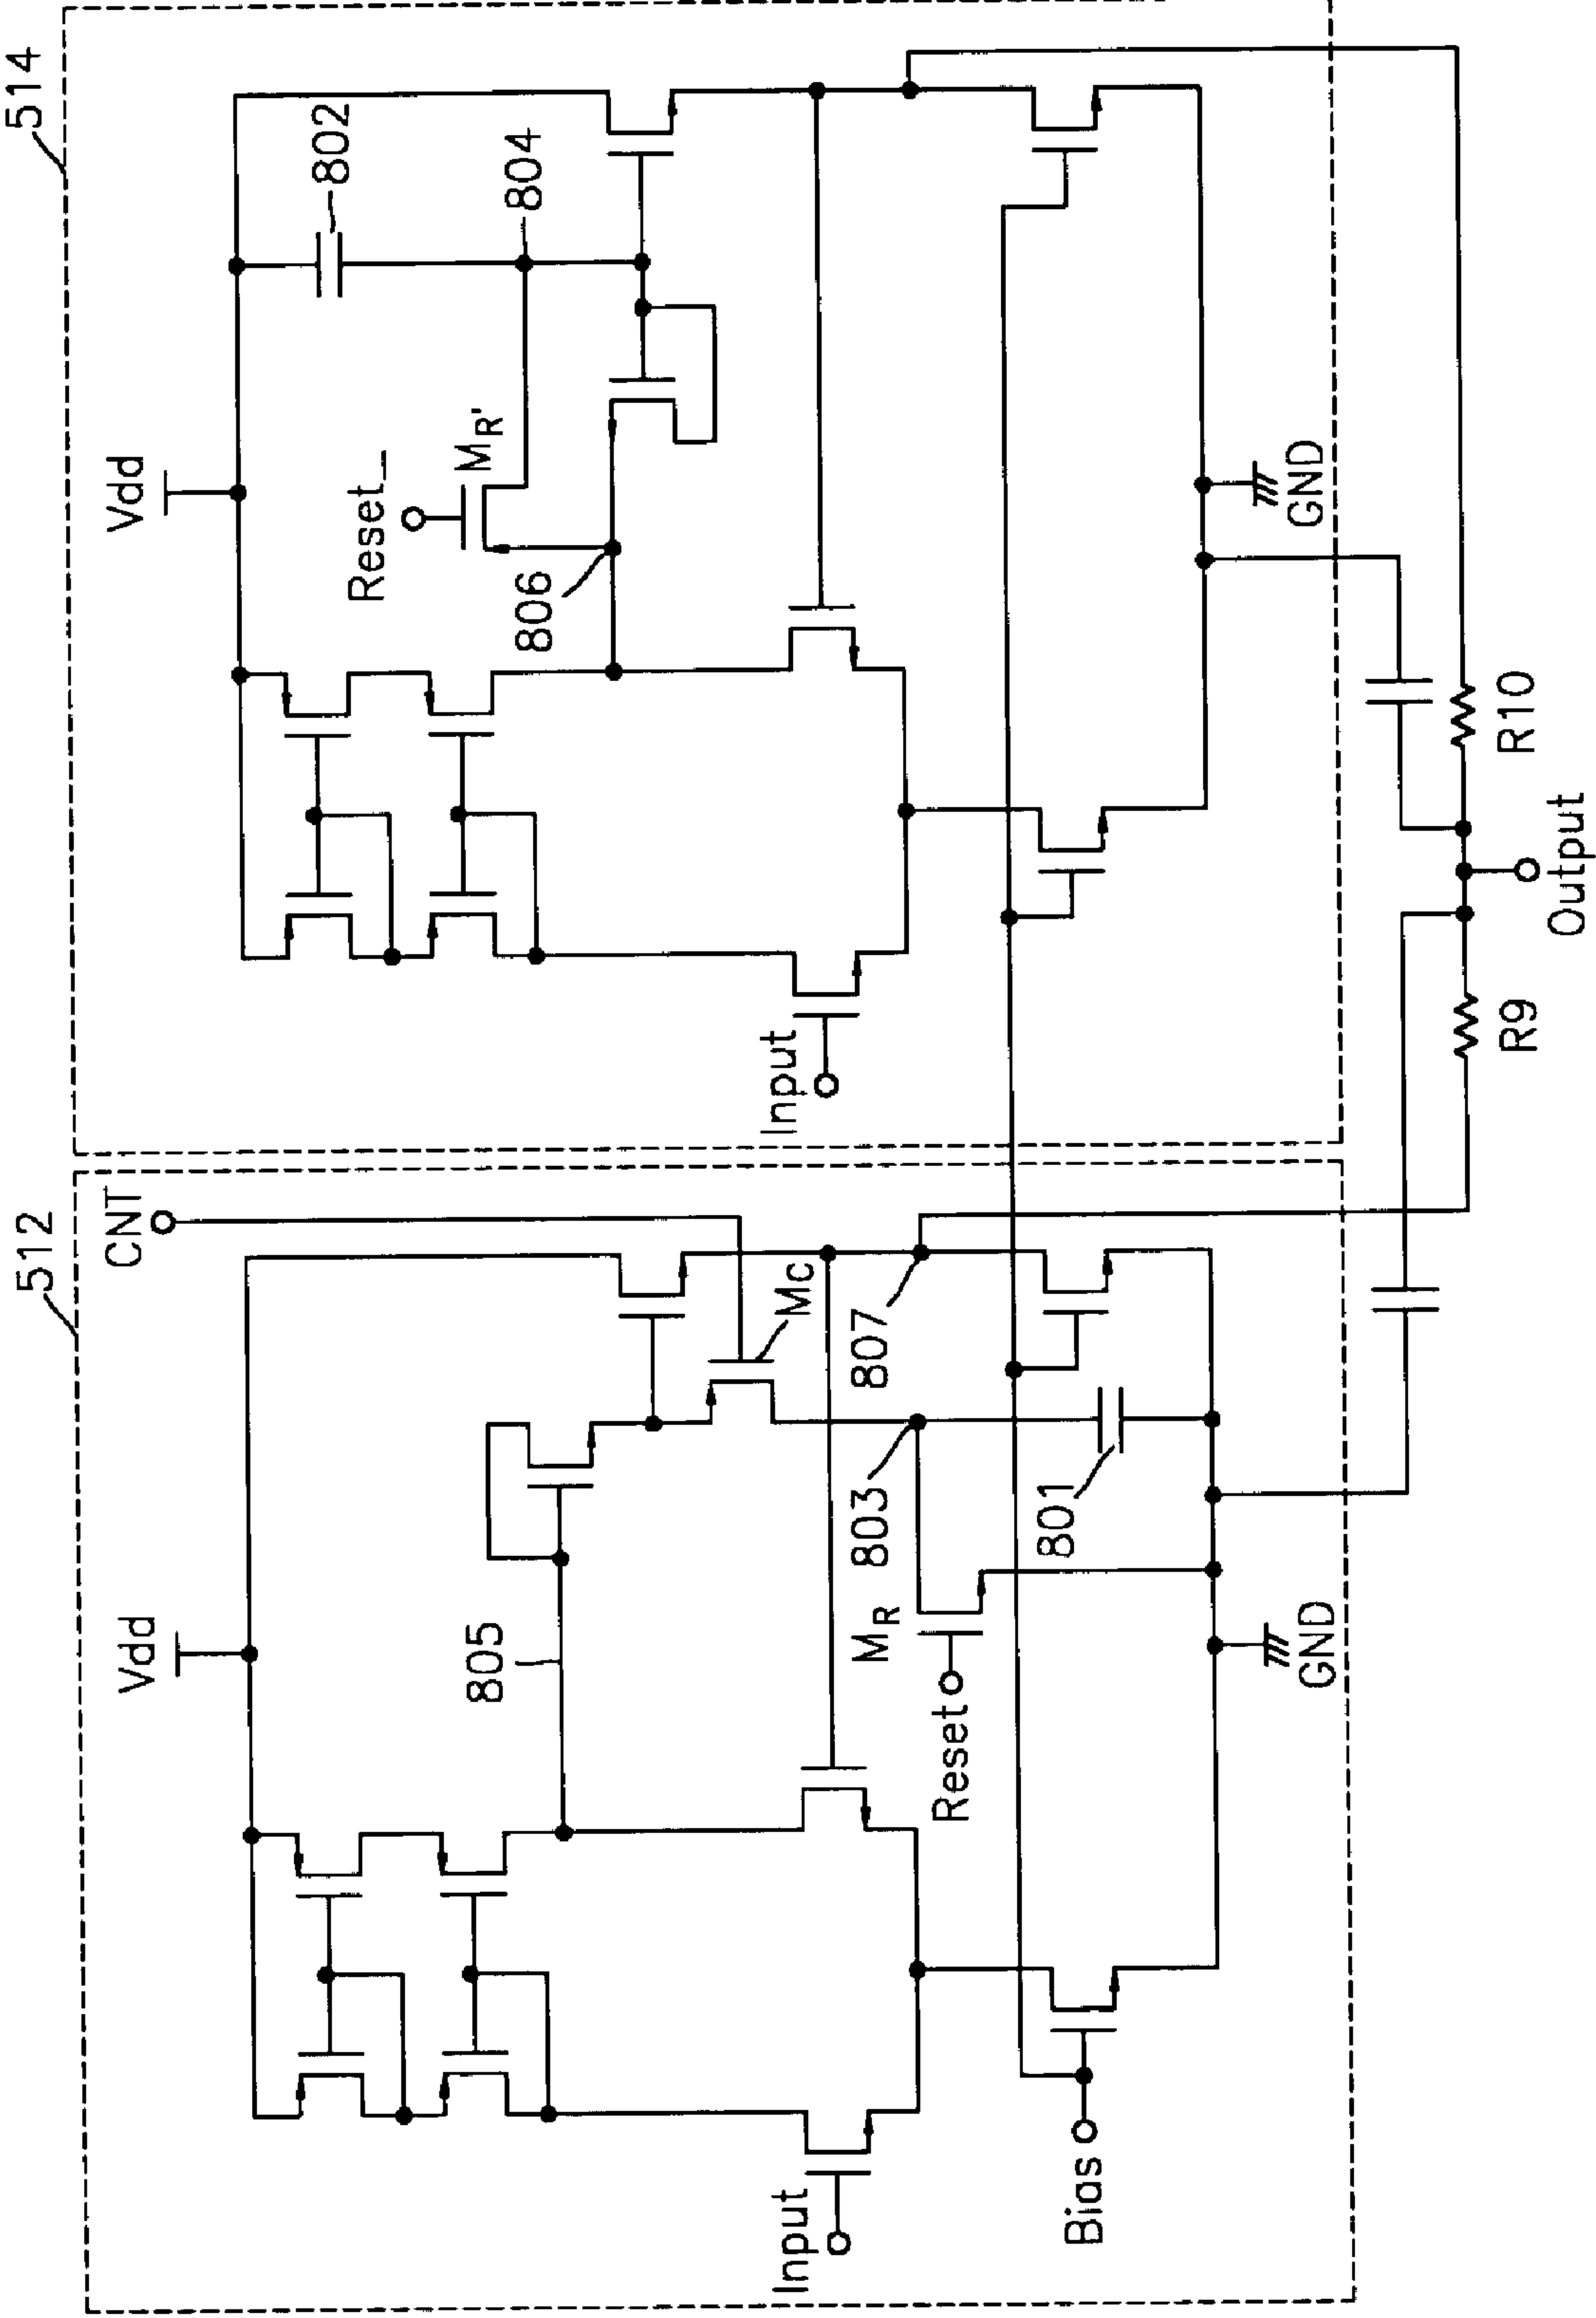 512
514
CNT
Vdd
Vdd
802
Reset_
MR'
804
805
806
Mc
Input
Input
807
803
MR
Reset
801
Bias
GND
GND
R9
R10
Output